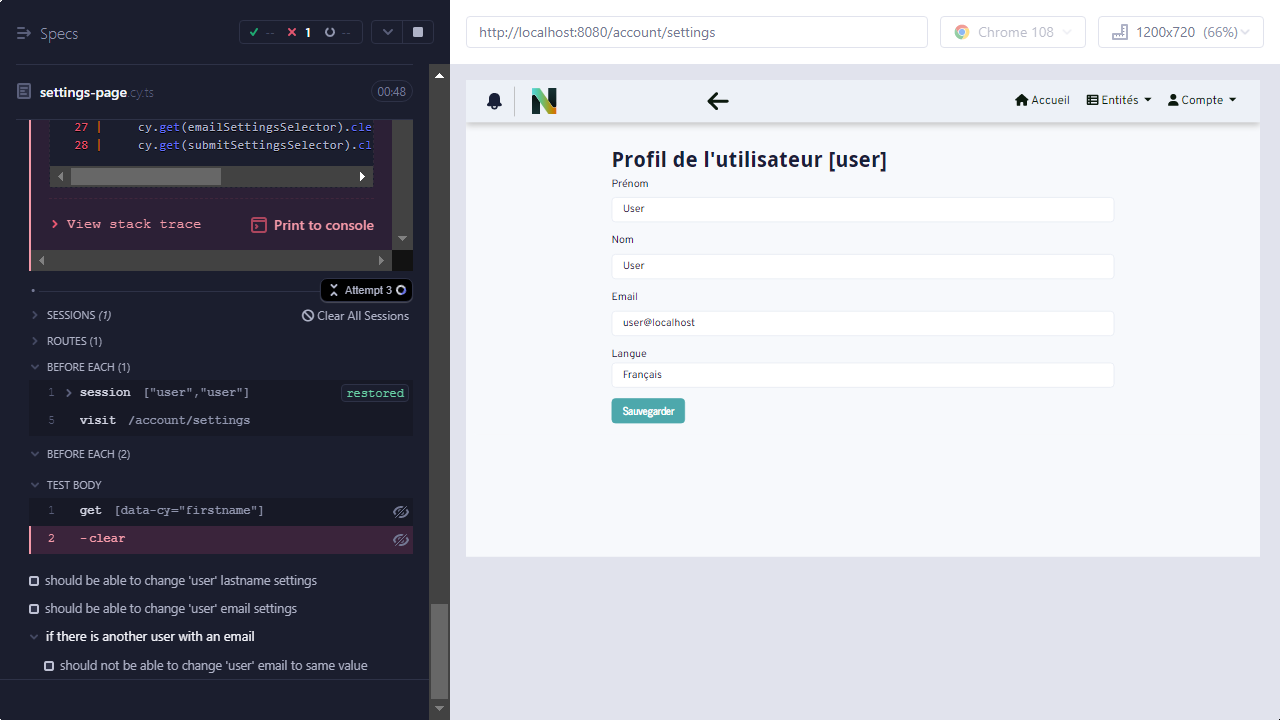 Specs
--
1
--
settings-page.cy.ts
00:48
27 | cy.get(emailSettingsSelector).cle
28 | cy.get(submitSettingsSelector).cl
View stack trace
Print to console
Attempt 3
SESSIONS (1)
Clear All Sessions
ROUTES (1)
BEFORE EACH (1)
1 session ["user","user"] restored
5 visit /account/settings
BEFORE EACH (2)
TEST BODY
1 get [data-cy="firstname"]
2 -clear
should be able to change 'user' lastname settings
should be able to change 'user' email settings
if there is another user with an email
should not be able to change 'user' email to same value
http://localhost:8080/account/settings
Chrome 108
1200x720 (66%)
N
Accueil
Entités
Compte
Profil de l'utilisateur [user]
Prénom
User
Nom
User
Email
user@localhost
Langue
Français
Sauvegarder